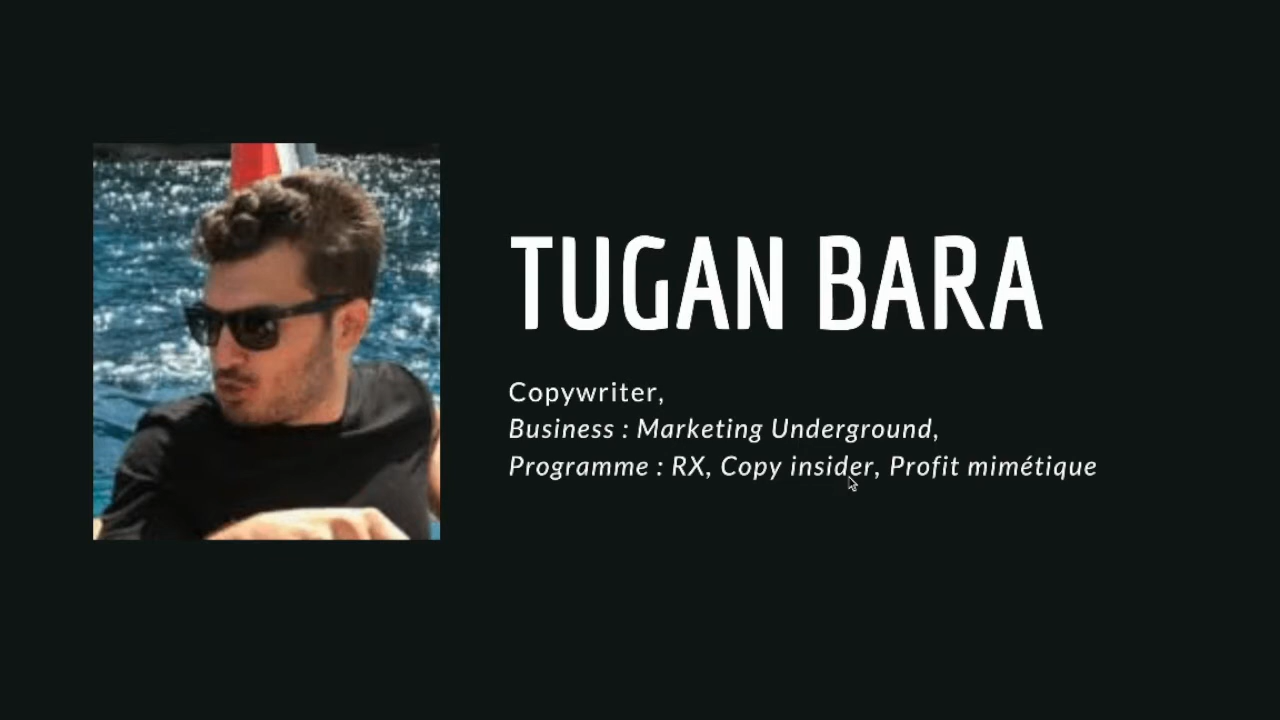 TUGAN BARA
Copywriter,
Business : Marketing Underground,
Programme : RX, Copy insider, Profit mimétique